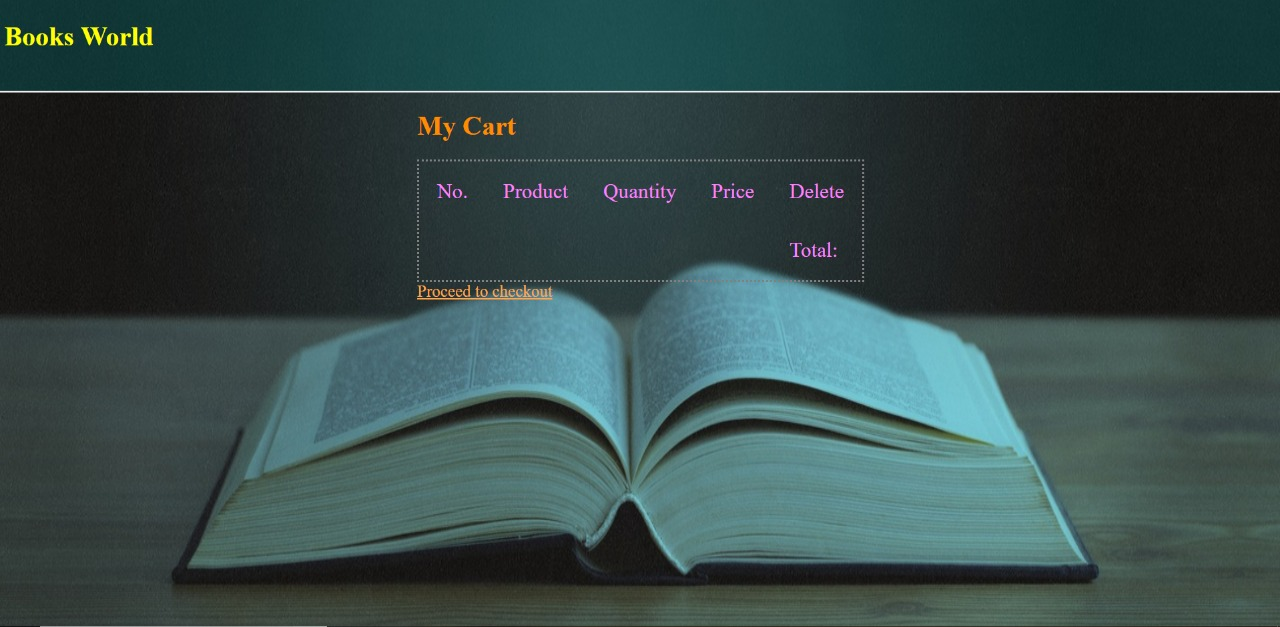 Books World
My Cart
No. Product Quantity Price Delete
Total:
Proceed to checkout